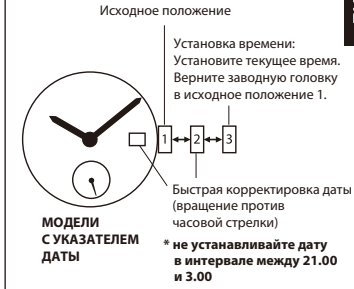 Исходное положение
Установка времени:
Установите текущее время.
Верните заводную головку
в исходное положение 1.
1 2 3
Быстрая корректировка даты
(вращение против
часовой стрелки)
* не устанавливайте дату
в интервале между 21.00
и 3.00
МОДЕЛИ
С УКАЗАТЕЛЕМ
ДАТЫ